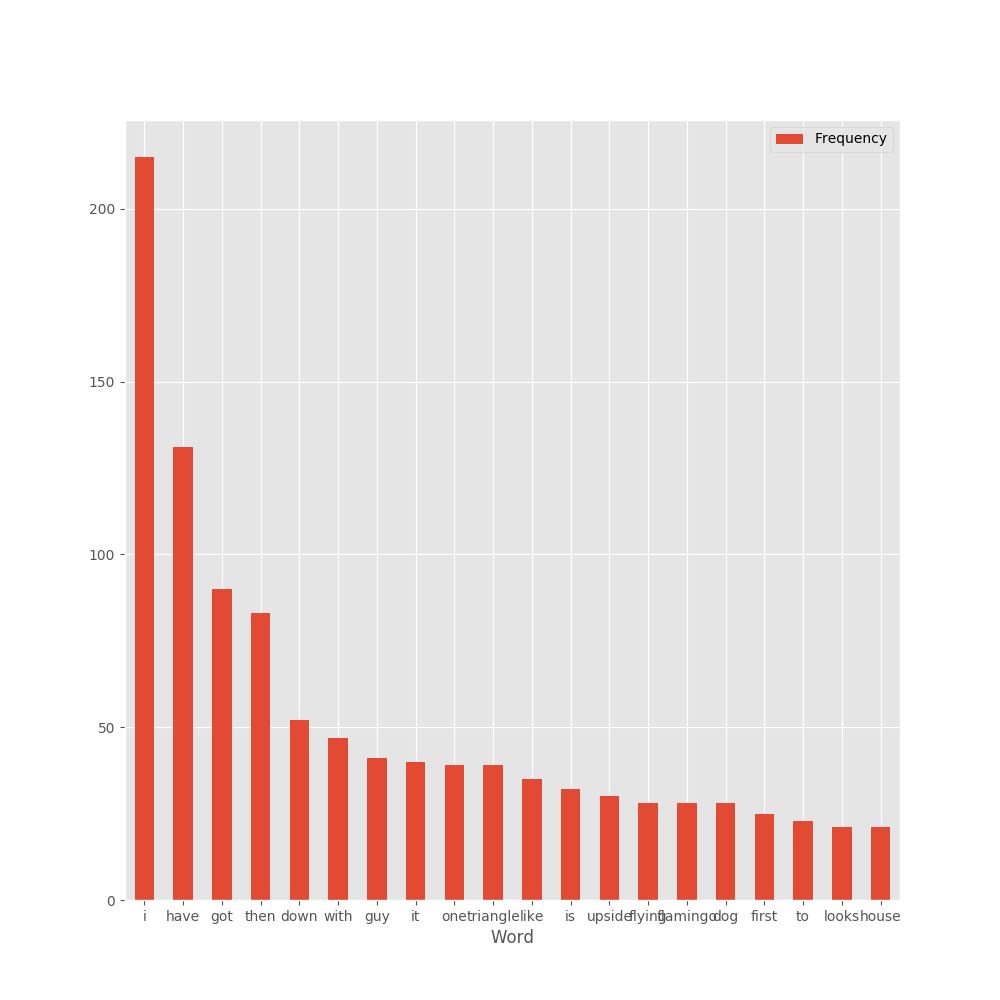 Frequency
200
150
100
50
0
i have got then down with guy it one triangle like is upside flying flamingo dog first to looks house
Word